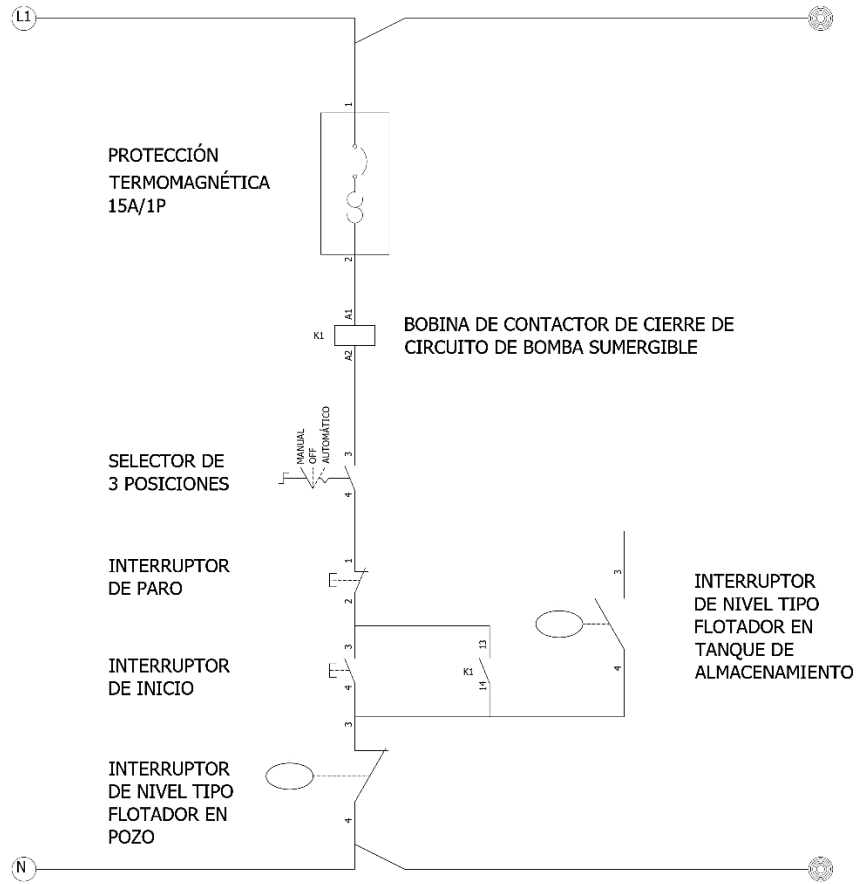 L1
1
PROTECCIÓN
TERMOMAGNÉTICA
15A/1P
2
A1
K1
A2
BOBINA DE CONTACTOR DE CIERRE DE
CIRCUITO DE BOMBA SUMERGIBLE
MANUAL
OFF
AUTOMÁTICO
3
SELECTOR DE
3 POSICIONES
4
INTERRUPTOR
DE PARO
1
2
3
INTERRUPTOR
DE NIVEL TIPO
FLOTADOR EN
TANQUE DE
ALMACENAMIENTO
4
INTERRUPTOR
DE INICIO
3
4
13
K1
14
3
INTERRUPTOR
DE NIVEL TIPO
FLOTADOR EN
POZO
4
N